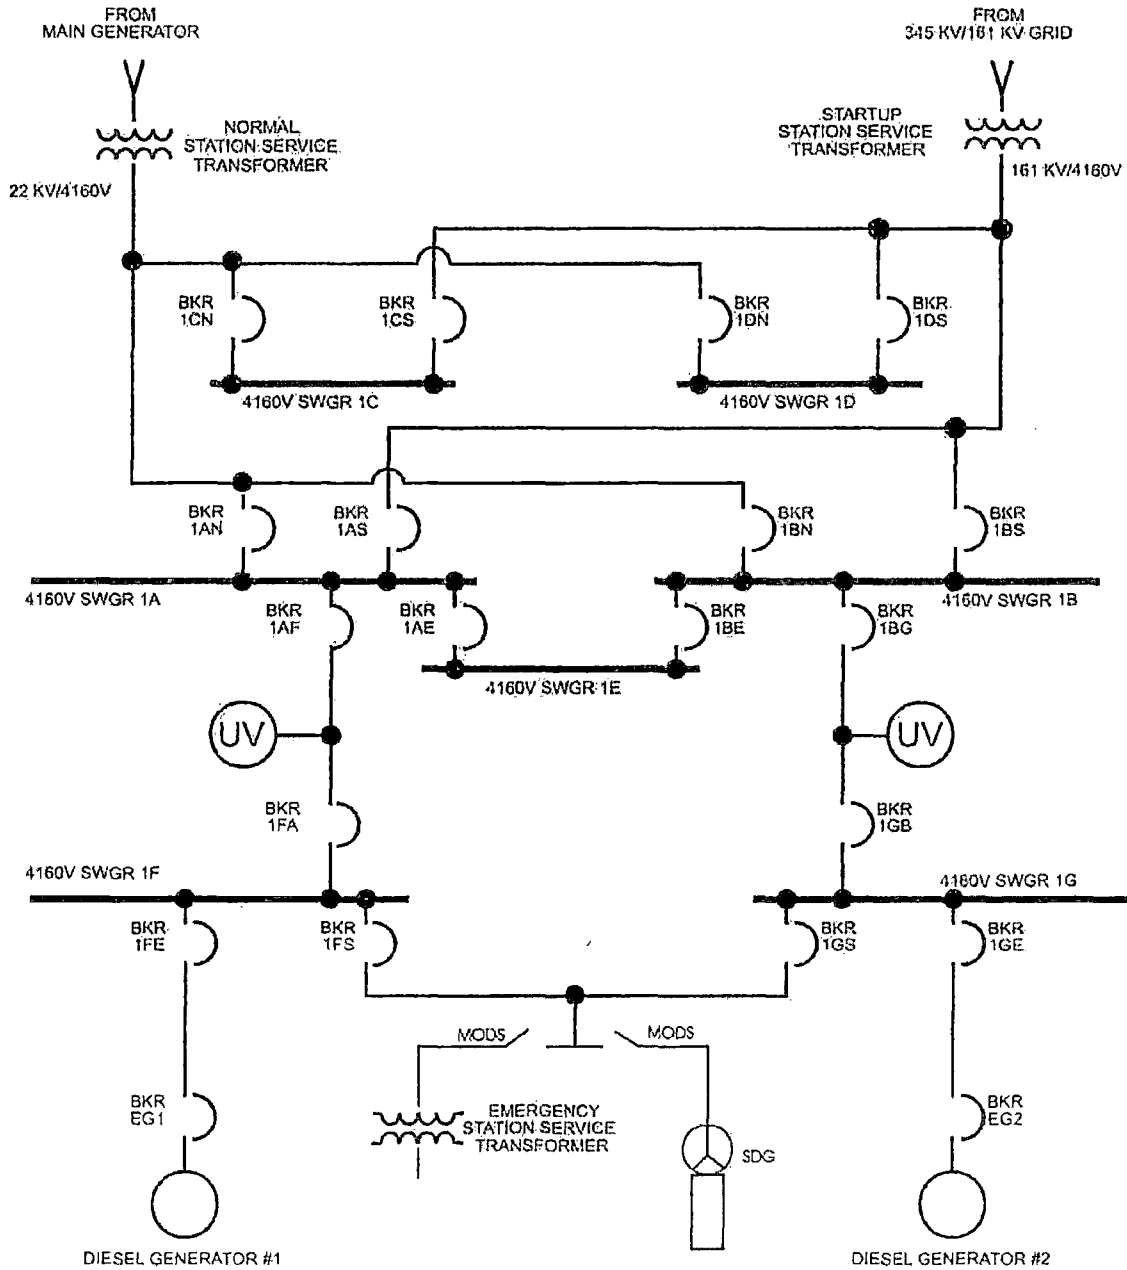 FROM
MAIN GENERATOR
FROM
345 KV/161 KV GRID
NORMAL
STATION SERVICE
TRANSFORMER
STARTUP
STATION SERVICE
TRANSFORMER
22 KV/4160V
161 KV/4160V
BKR
1CN
BKR
1CS
BKR
1DN
BKR
1DS
4160V SWGR 1C
4160V SWGR 1D
BKR
1AN
BKR
1AS
BKR
1BN
BKR
1BS
4160V SWGR 1A
BKR
1AF
BKR
1AE
BKR
1BE
BKR
1BG
4160V SWGR 1B
4160V SWGR 1E
UV
UV
BKR
1FA
BKR
1GB
4160V SWGR 1F
4160V SWGR 1G
BKR
1FE
BKR
1FS
BKR
1GS
BKR
1GE
MODS
MODS
BKR
EG1
EMERGENCY
STATION SERVICE
TRANSFORMER
SDG
BKR
EG2
DIESEL GENERATOR #1
DIESEL GENERATOR #2